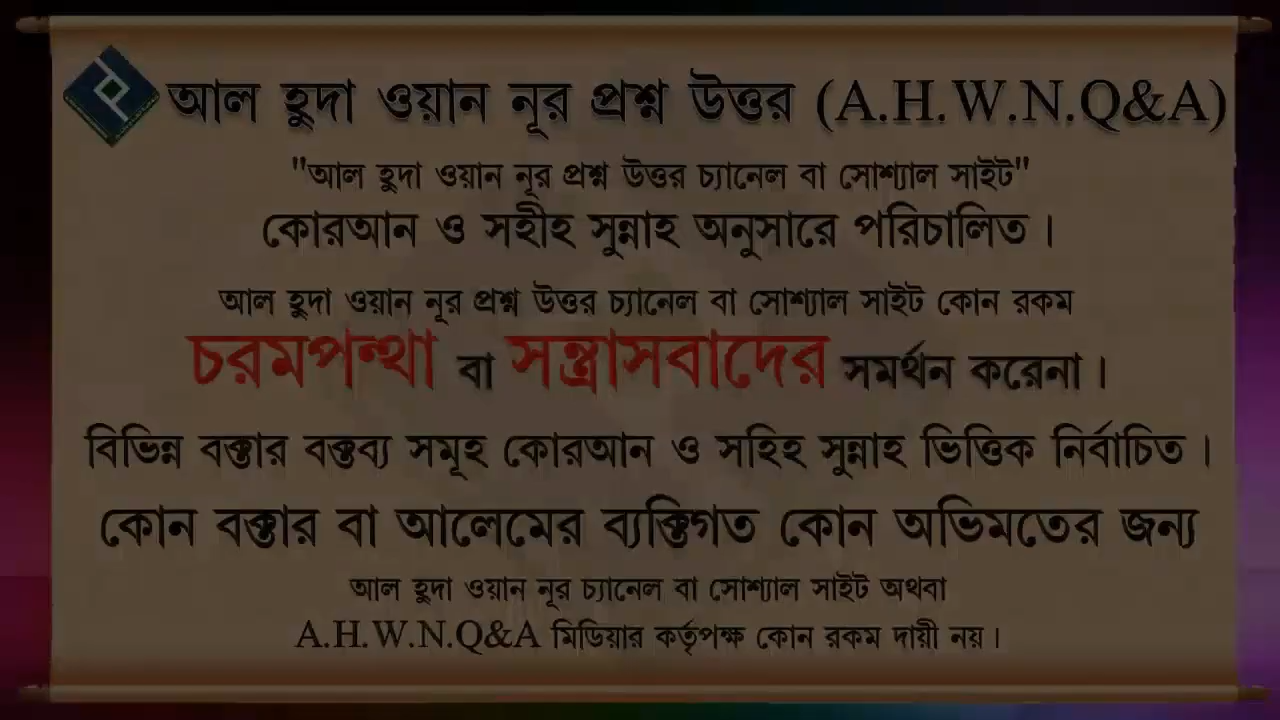 আল হুদা ওয়ান নূর প্রশ্ন উত্তর (A.H.W.N.Q&A)
"আল হুদা ওয়ান নূর প্রশ্ন উত্তর চ্যানেল বা সোশ্যাল সাইট"
কোরআন ও সহীহ সুন্নাহ অনুসারে পরিচালিত ।
আল হুদা ওয়ান নূর প্রশ্ন উত্তর চ্যানেল বা সোশ্যাল সাইট কোন রকম
চরমপন্থা বা সন্ত্রাসবাদের সমর্থন করেনা ।
বিভিন্ন বক্তার বক্তব্য সমূহ কোরআন ও সহিহ সুন্নাহ ভিত্তিক নির্বাচিত ।
কোন বক্তার বা আলেমের ব্যক্তিগত কোন অভিমতের জন্য
আল হুদা ওয়ান নূর চ্যানেল বা সোশ্যাল সাইট অথবা
A.H.W.N.Q&A মিডিয়ার কর্তৃপক্ষ কোন রকম দায়ী নয় ।